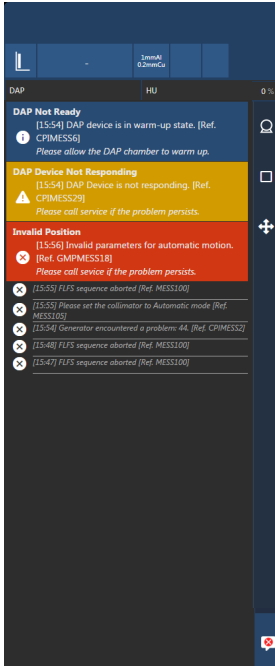 1mmAl
-
0.2mmCu
DAP
HU
0 %
DAP Not Ready
[15:54] DAP device is in warm-up state. [Ref.
CPIMESS6]
Please allow the DAP chamber to warm up.
DAP Device Not Responding
[15:54] DAP Device is not responding. [Ref.
CPIMESS29]
Please call service if the problem persists.
Invalid Position
[15:56] Invalid parameters for automatic motion.
[Ref. GMPMESS18]
Please call sevice if the problem persists.
[15:55] FLFS sequence aborted [Ref. MESS100]
[15:55] Please set the collimator to Automatic mode [Ref.
MESS105]
[15:54] Generator encountered a problem: 44. [Ref. CPIMESS2]
[15:48] FLFS sequence aborted [Ref. MESS100]
[15:47] FLFS sequence aborted [Ref. MESS100]